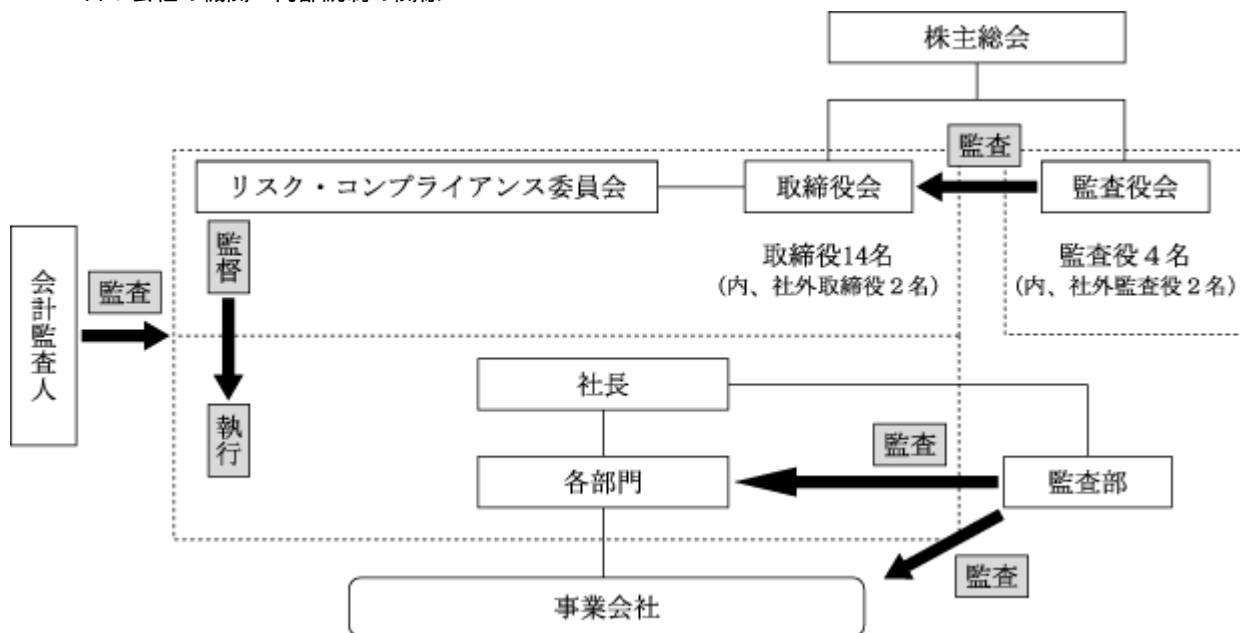 株主総会
監査
リスク・コンプライアンス委員会
取締役会
監査役会
監督
取締役14名
(内、社外取締役2名)
監査役4名
(内、社外監査役2名)
会計監査人
監査
社長
執行
監査
各部門
監査部
監査
事業会社